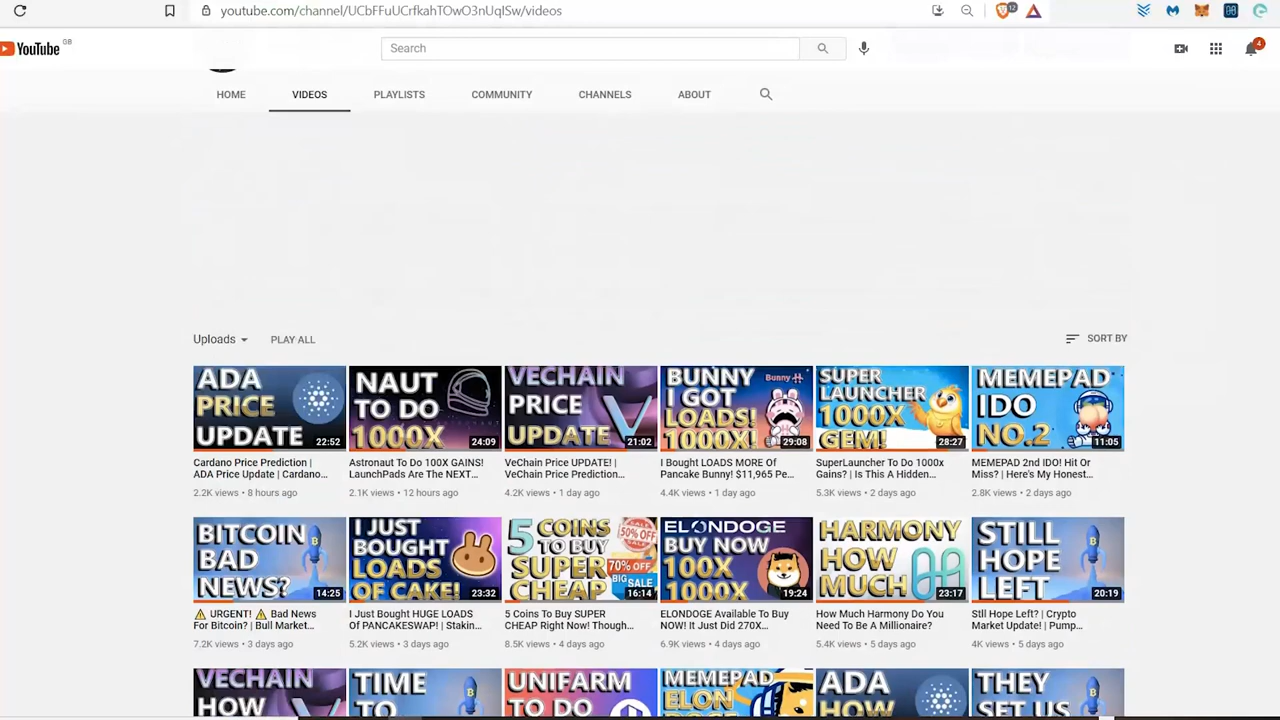 youtube.com/channel/UCbFFuUCrfkahTOwO3nUqlSw/videos
12
YouTube GB
Search
4
HOME VIDEOS PLAYLISTS COMMUNITY CHANNELS ABOUT
Uploads PLAY ALL SORT BY
ADA
PRICE
UPDATE
22:52
NAUT
TO DO
1000X
24:09
VECHAIN
PRICE
UPDATE
21:02
BUNNY
I GOT
LOADS!
1000X!
Bunny
29:08
SUPER
LAUNCHER
1000X
GEM!
28:27
MEMEPAD
IDO
NO.2
11:05
Cardano Price Prediction |
ADA Price Update | Cardano...
2.2K views • 8 hours ago
Astronaut To Do 100X GAINS!
LaunchPads Are The NEXT...
2.1K views • 12 hours ago
VeChain Price UPDATE! |
VeChain Price Prediction...
4.2K views • 1 day ago
I Bought LOADS MORE Of
Pancake Bunny! $11,965 Pe...
4.4K views • 1 day ago
SuperLauncher To Do 1000x
Gains? | Is This A Hidden...
5.3K views • 2 days ago
MEMEPAD 2nd IDO! Hit Or
Miss? | Here's My Honest...
2.8K views • 2 days ago
BITCOIN
BAD
NEWS?
14:25
I JUST
BOUGHT
LOADS
OF CAKE!
23:32
5 COINS
TO BUY
SUPER
CHEAP
SALE
50% OFF
70% OFF
BIG
SALE
16:14
ELONDOGE
BUY NOW
100X
1000X
19:24
HARMONY
HOW
MUCH
23:17
STILL
HOPE
LEFT
20:19
⚠ URGENT! ⚠ Bad News
For Bitcoin? | Bull Market...
7.2K views • 3 days ago
I Just Bought HUGE LOADS
Of PANCAKESWAP! | Stakin...
5.2K views • 3 days ago
5 Coins To Buy SUPER
CHEAP Right Now! Though...
8.5K views • 4 days ago
ELONDOGE Available To Buy
NOW! It Just Did 270X...
6.9K views • 4 days ago
How Much Harmony Do You
Need To Be A Millionaire?
5.4K views • 5 days ago
Stll Hope Left? | Crypto
Market Update! | Pump...
4K views • 5 days ago
VECHAIN
HOW
TIME
TO
UNIFARM
TO DO
MEMEPAD
ELON
DOGE
ADA
HOW
THEY
SET US